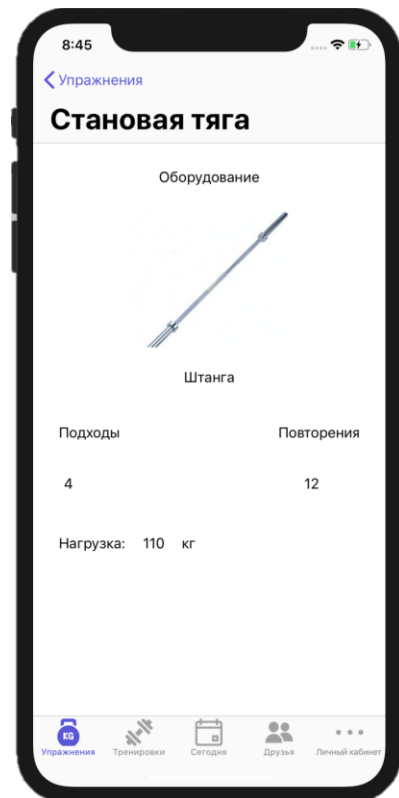 8:45
Упражнения
Становая тяга
Оборудование
Штанга
Подходы Повторения
4 12
Нагрузка: 110 кг
KG
Упражнения Тренировки Сегодня Друзья Личный кабинет